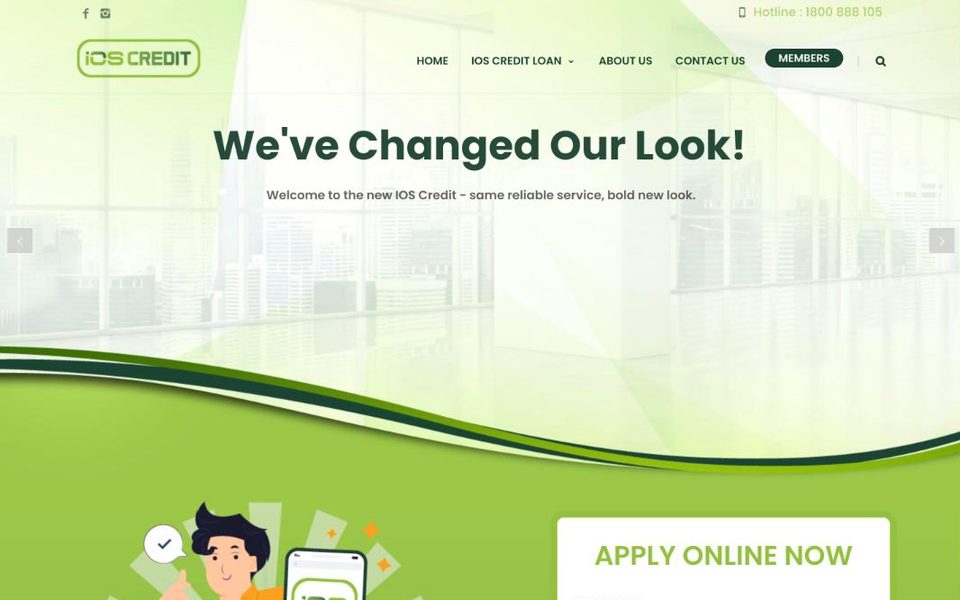 Hotline : 1800 888 105
iOS CREDIT
HOME
IOS CREDIT LOAN
ABOUT US
CONTACT US
MEMBERS
We've Changed Our Look!
Welcome to the new IOS Credit - same reliable service, bold new look.
APPLY ONLINE NOW